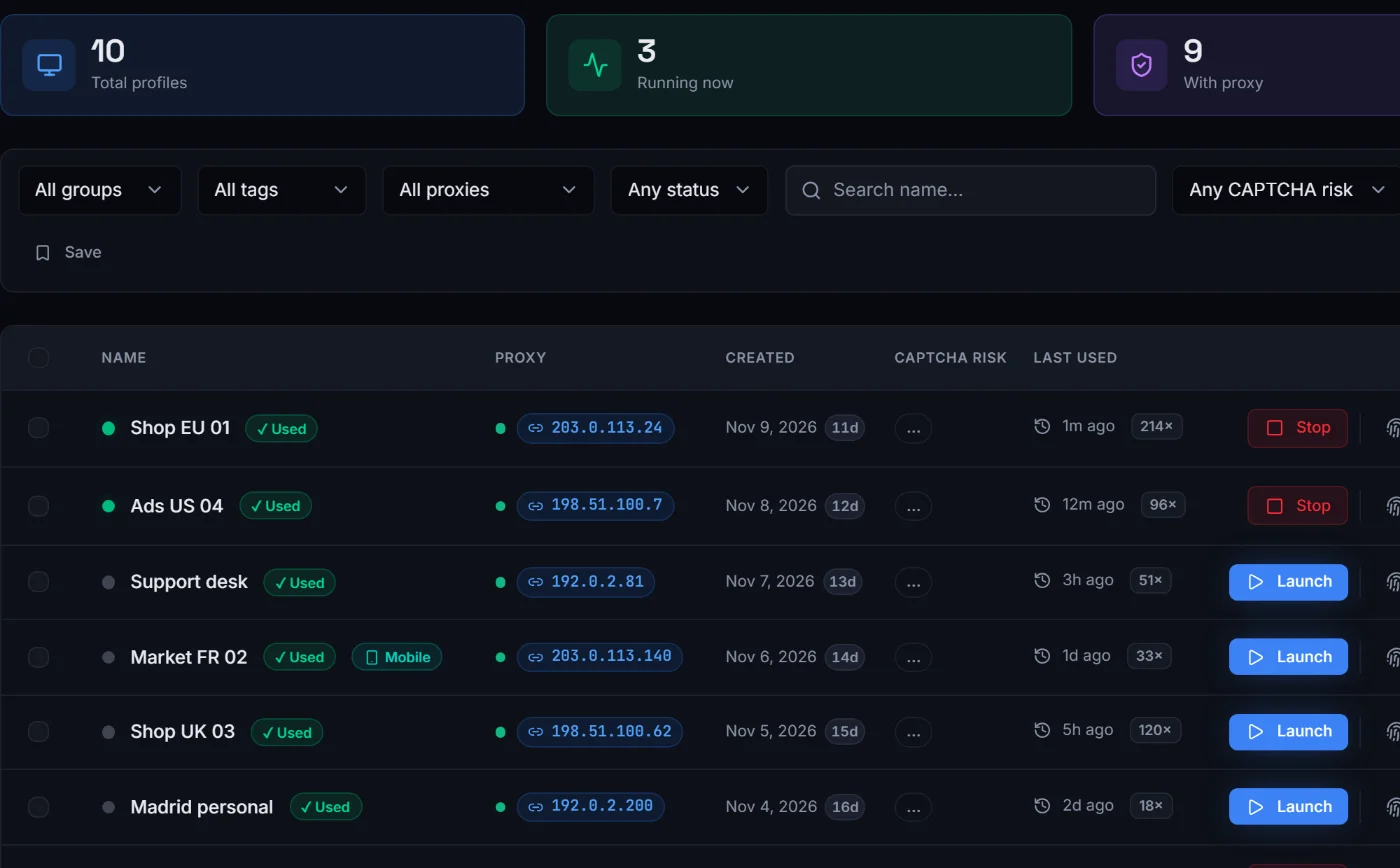 10
Total profiles
3
Running now
9
With proxy
All groups All tags All proxies Any status Search name... Any CAPTCHA risk
Save
NAME PROXY CREATED CAPTCHA RISK LAST USED
Shop EU 01 ✓ Used 203.0.113.24 Nov 9, 2026 11d ... 1m ago 214× Stop
Ads US 04 ✓ Used 198.51.100.7 Nov 8, 2026 12d ... 12m ago 96× Stop
Support desk ✓ Used 192.0.2.81 Nov 7, 2026 13d ... 3h ago 51× Launch
Market FR 02 ✓ Used Mobile 203.0.113.140 Nov 6, 2026 14d ... 1d ago 33× Launch
Shop UK 03 ✓ Used 198.51.100.62 Nov 5, 2026 15d ... 5h ago 120× Launch
Madrid personal ✓ Used 192.0.2.200 Nov 4, 2026 16d ... 2d ago 18× Launch